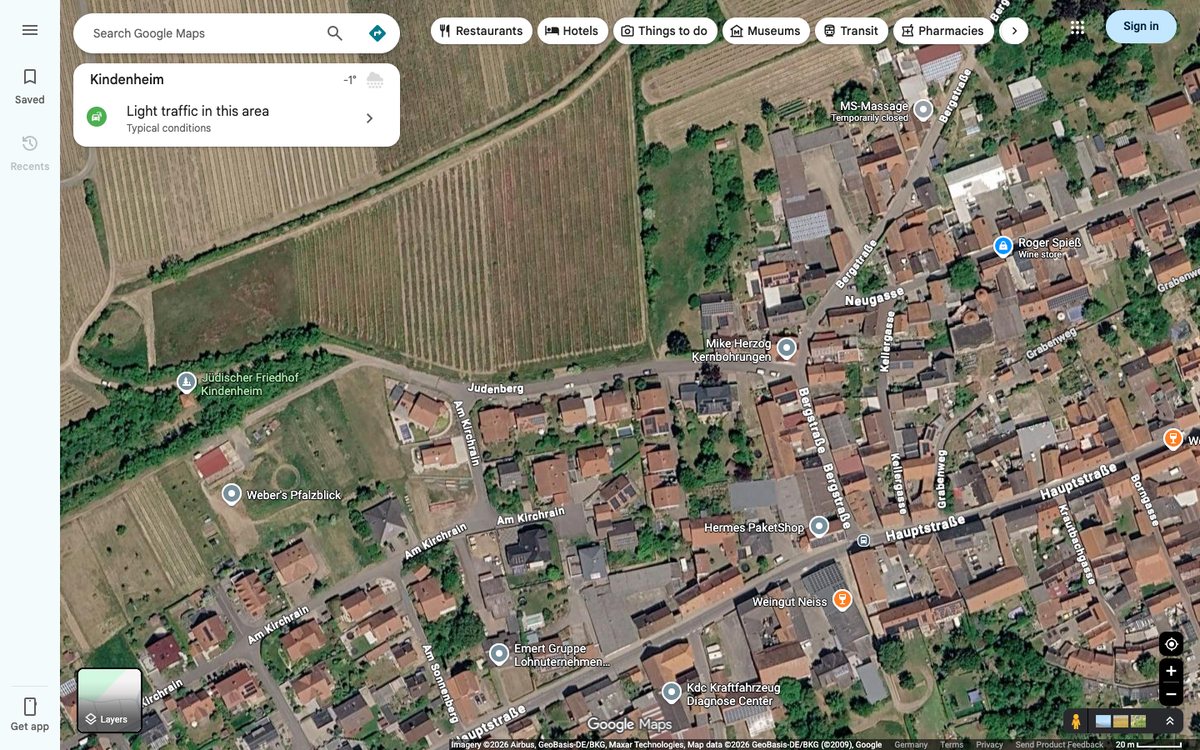 Search Google Maps
Restaurants
Hotels
Things to do
Museums
Transit
Pharmacies
Sign in
Saved
Recents
Kindenheim
-1°
Light traffic in this area
Typical conditions
Berg
Bergstraße
MS-Massage
Temporarily closed
Roger Spieß
Wine store
Bergstraße
Neugasse
Grabenwe
Kellergasse
Grabenweg
Mike Herzog
Kernbohrungen
Jüdischer Friedhof
Kindenheim
Judenberg
Am Kirchrain
Bergstraße
Bergstraße
Kellergasse
Grabenweg
We
Hauptstraße
Borngasse
Weber's Pfalzblick
Am Kirchrain
Am Kirchrain
Hermes PaketShop
Hauptstraße
Krautbachgasse
Weingut Neiss
Am Kirchrain
Emert Gruppe
Lohnunternehmen...
Am Sonnenberg
Kirchrain
Kdc Kraftfahrzeug
Diagnose Center
Hauptstraße
Layers
Get app
Google Maps
Imagery ©2026 Airbus, GeoBasis-DE/BKG, Maxar Technologies, Map data ©2026 GeoBasis-DE/BKG (©2009), Google
Germany
Terms
Privacy
Send Product Feedback
20 m